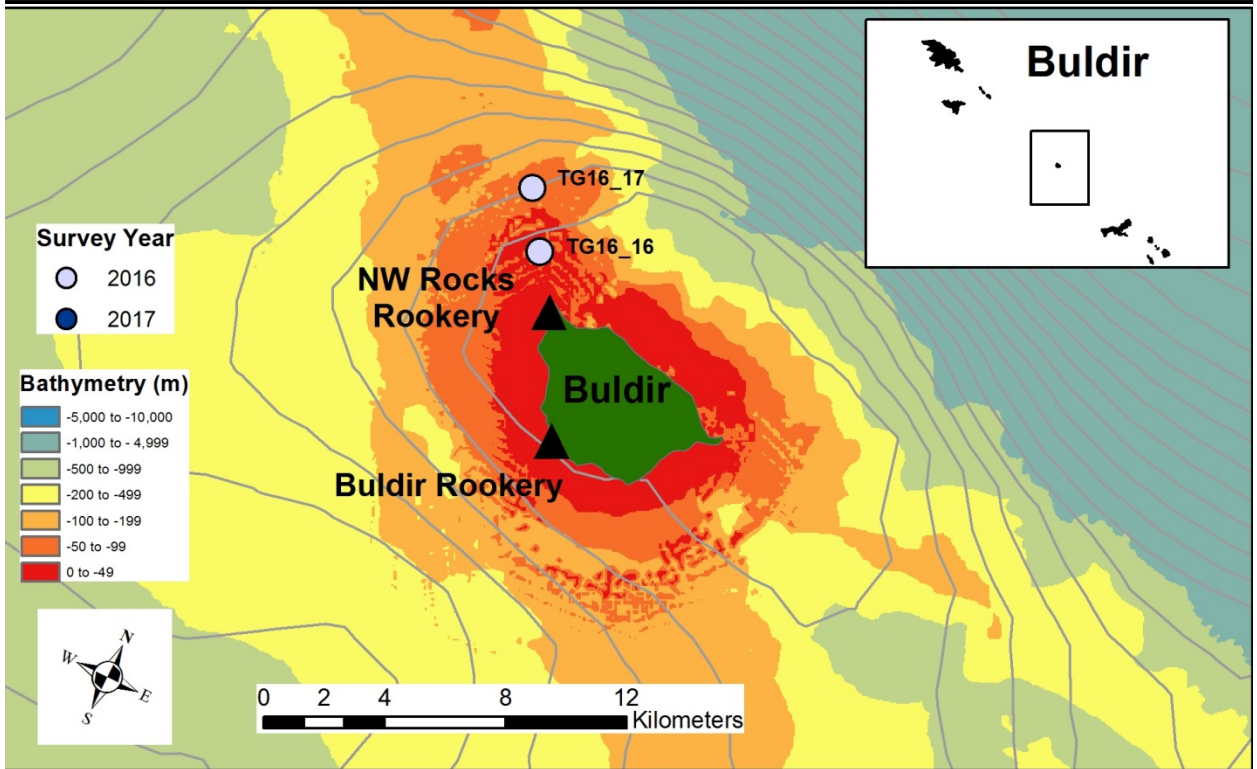 Buldir
TG16_17
TG16_16
Survey Year
2016
2017
NW Rocks
Rookery
Buldir
Buldir Rookery
Bathymetry (m)
-5,000 to -10,000
-1,000 to - 4,999
-500 to -999
-200 to -499
-100 to -199
-50 to -99
0 to -49
N
W
E
S
0 2 4 8 12
Kilometers